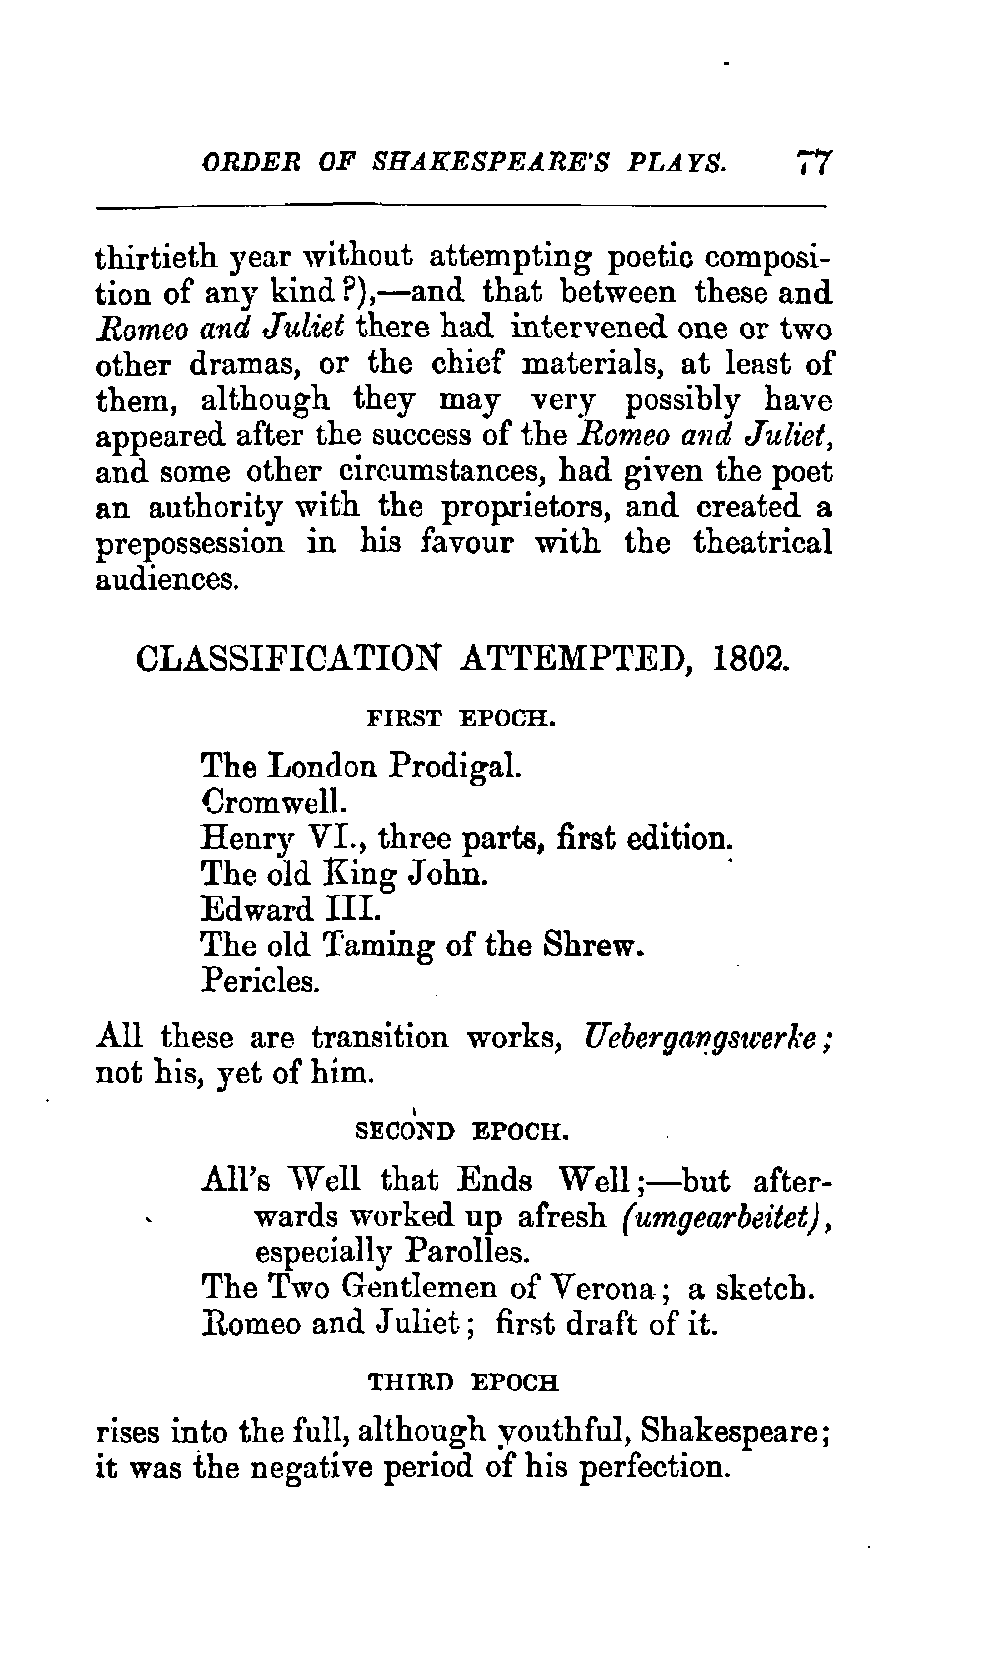 ORDER OF SHAKESPEARE'S PLAYS. 77
thirtieth year without attempting poetic composi-
tion of any kind?),—and that between these and
Romeo and Juliet there had intervened one or two
other dramas, or the chief materials, at least of
them, although they may very possibly have
appeared after the success of the Romeo and Juliet,
and some other circumstances, had given the poet
an authority with the proprietors, and created a
prepossession in his favour with the theatrical
audiences.
CLASSIFICATION ATTEMPTED, 1802.
FIRST EPOCH.
The London Prodigal.
Cromwell.
Henry VI., three parts, first edition.
The old King John.
Edward III.
The old Taming of the Shrew.
Pericles.
All these are transition works, Uebergangswerke;
not his, yet of him.
SECOND EPOCH.
All's Well that Ends Well;—but after-
wards worked up afresh (umgearbeitet),
especially Parolles.
The Two Gentlemen of Verona; a sketch.
Romeo and Juliet; first draft of it.
THIRD EPOCH
rises into the full, although youthful, Shakespeare;
it was the negative period of his perfection.